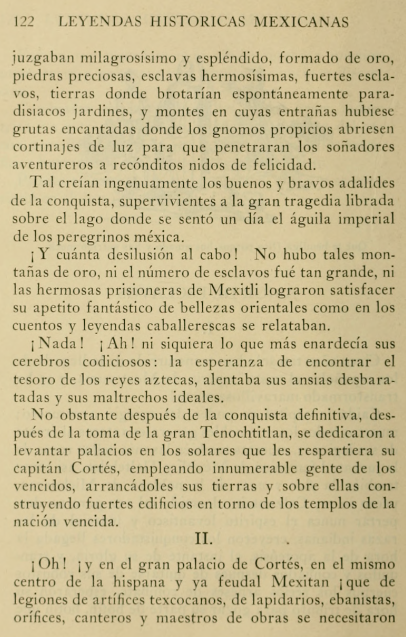 122 LEYENDAS HISTORICAS MEXICANAS
juzgaban milagrosísimo y espléndido, formado de oro,
piedras preciosas, esclavas hermosísimas, fuertes escla-
vos, tierras donde brotarían espontáneamente para-
disiacos jardines, y montes en cuyas entrañas hubiese
grutas encantadas donde los gnomos propicios abriesen
cortinajes de luz para que penetraran los soñadores
aventureros a recónditos nidos de felicidad.
Tal creían ingenuamente los buenos y bravos adalides
de la conquista, supervivientes a la gran tragedia librada
sobre el lago donde se sentó un día el águila imperial
de los peregrinos méxica.
¡Y cuánta desilusión al cabo! No hubo tales mon-
tañas de oro, ni el número de esclavos fué tan grande, ni
las hermosas prisioneras de Mexitli lograron satisfacer
su apetito fantástico de bellezas orientales como en los
cuentos y leyendas caballerescas se relataban.
¡Nada! ¡Ah! ni siquiera lo que más enardecía sus
cerebros codiciosos: la esperanza de encontrar el
tesoro de los reyes aztecas, alentaba sus ansias desbara-
tadas y sus maltrechos ideales.
No obstante después de la conquista definitiva, des-
pués de la toma de la gran Tenochtitlan, se dedicaron a
levantar palacios en los solares que les respartiera su
capitán Cortés, empleando innumerable gente de los
vencidos, arrancádoles sus tierras y sobre ellas con-
struyendo fuertes edificios en torno de los templos de la
nación vencida.
II.
¡Oh! ¡y en el gran palacio de Cortés, en el mismo
centro de la hispana y ya feudal Mexitan ¡que de
legiones de artífices texcocanos, de lapidarios, ebanistas,
orífices, canteros y maestros de obras se necesitaron